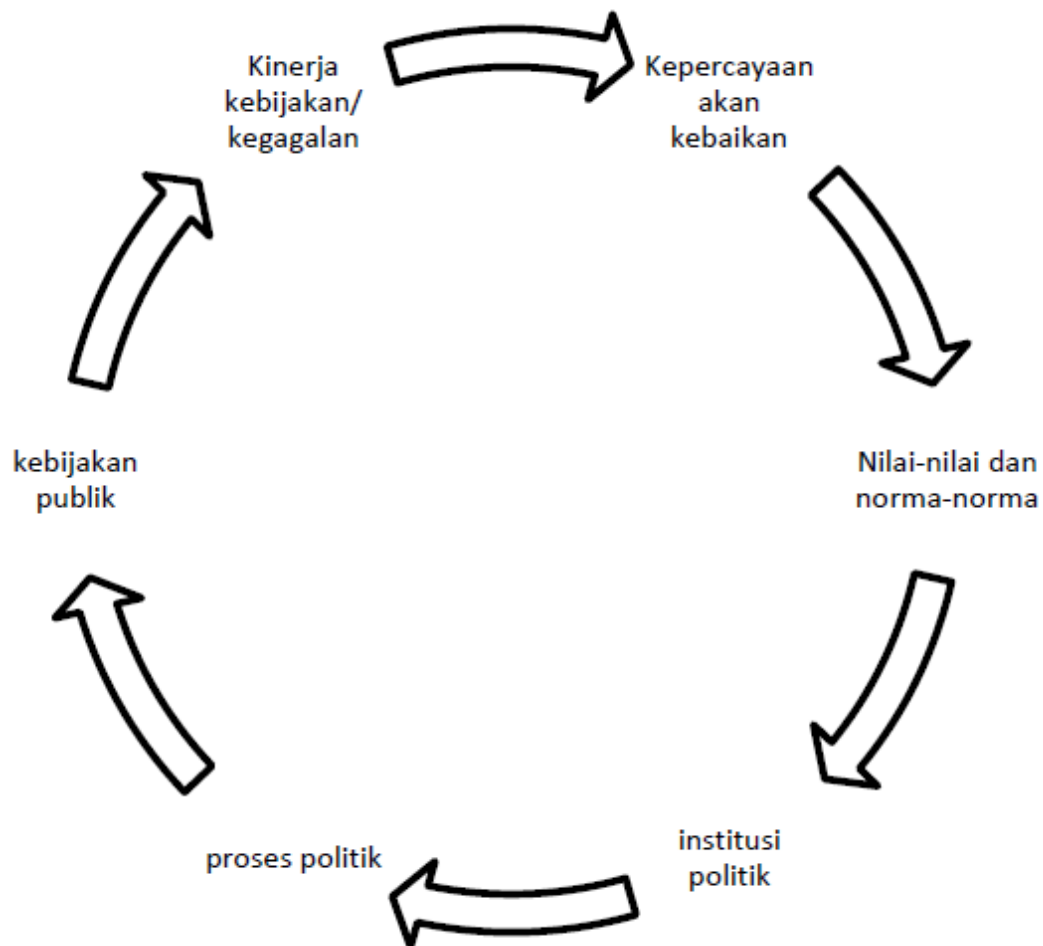 Kinerja
kebijakan/
kegagalan
Kepercayaan
akan
kebaikan
Nilai-nilai dan
norma-norma
institusi
politik
proses politik
kebijakan
publik